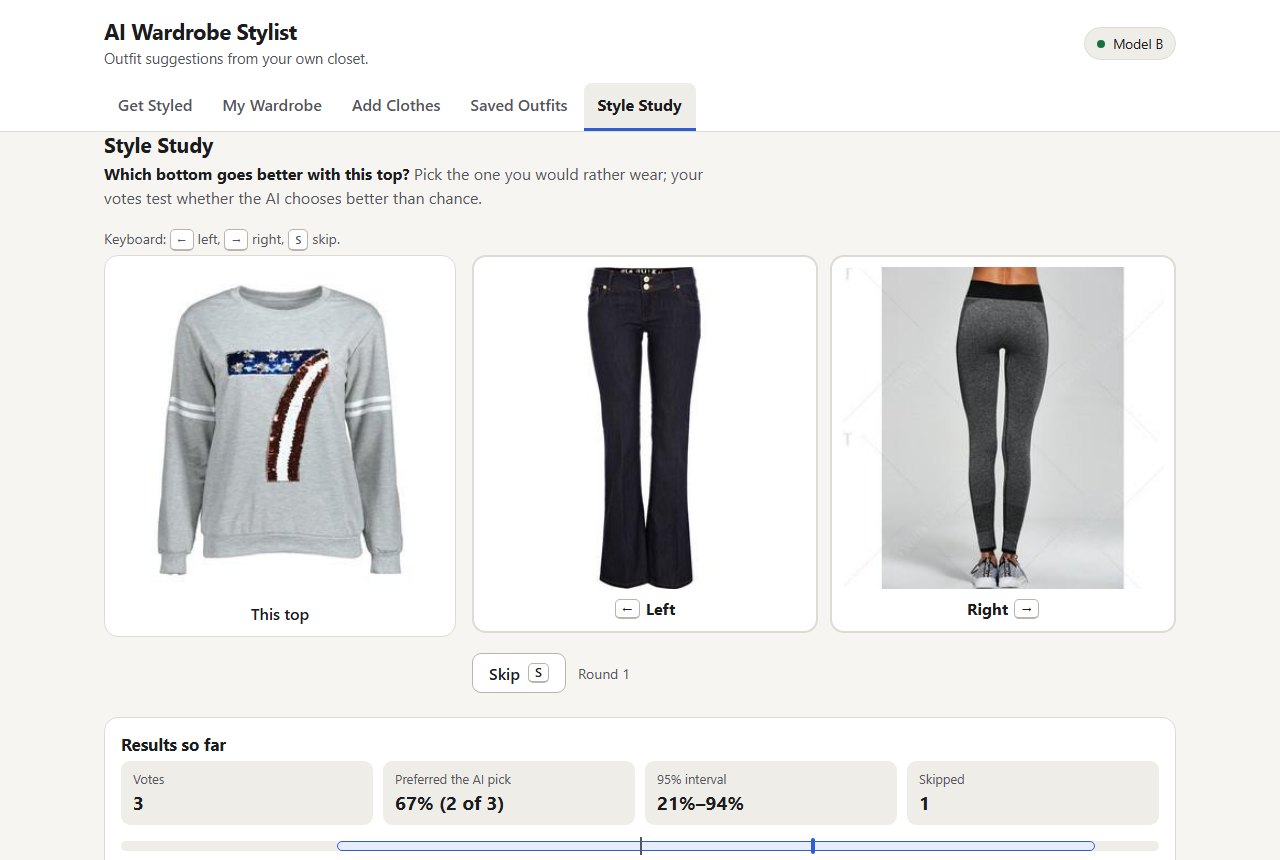 AI Wardrobe Stylist
Outfit suggestions from your own closet.
Model B
Get Styled
My Wardrobe
Add Clothes
Saved Outfits
Style Study
Style Study
Which bottom goes better with this top? Pick the one you would rather wear; your
votes test whether the AI chooses better than chance.
Keyboard: ← left, → right, S skip.
7
This top
← Left
Right →
Skip S
Round 1
Results so far
Votes
3
Preferred the AI pick
67% (2 of 3)
95% interval
21%–94%
Skipped
1